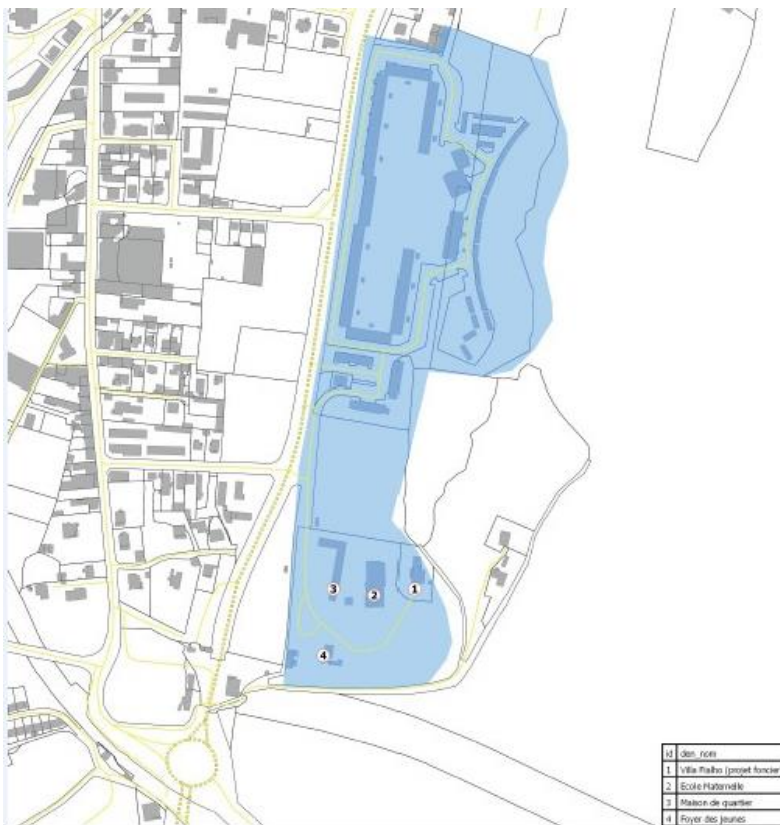 3
2
1
4
id den_nom
1 Villa Fialho (projet foncier
2 Ecole Maternelle
3 Maison de quartier
4 Foyer des jeunes